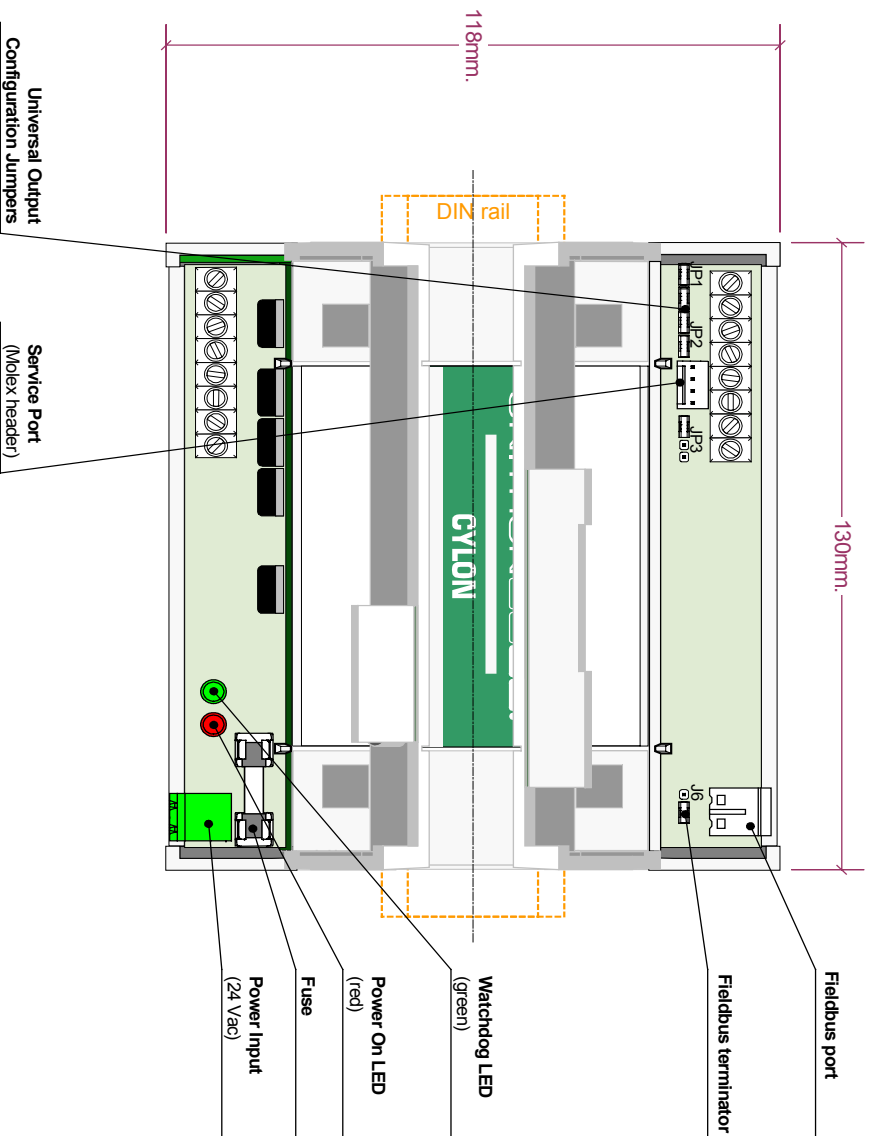 118mm.
130mm.
DIN rail
JP1
JP2
JP3
J6
CYLON
Universal Output
Configuration Jumpers
Service Port
(Molex header)
Fieldbus port
Fieldbus terminator
Watchdog LED
(green)
Power On LED
(red)
Fuse
Power Input
(24 Vac)